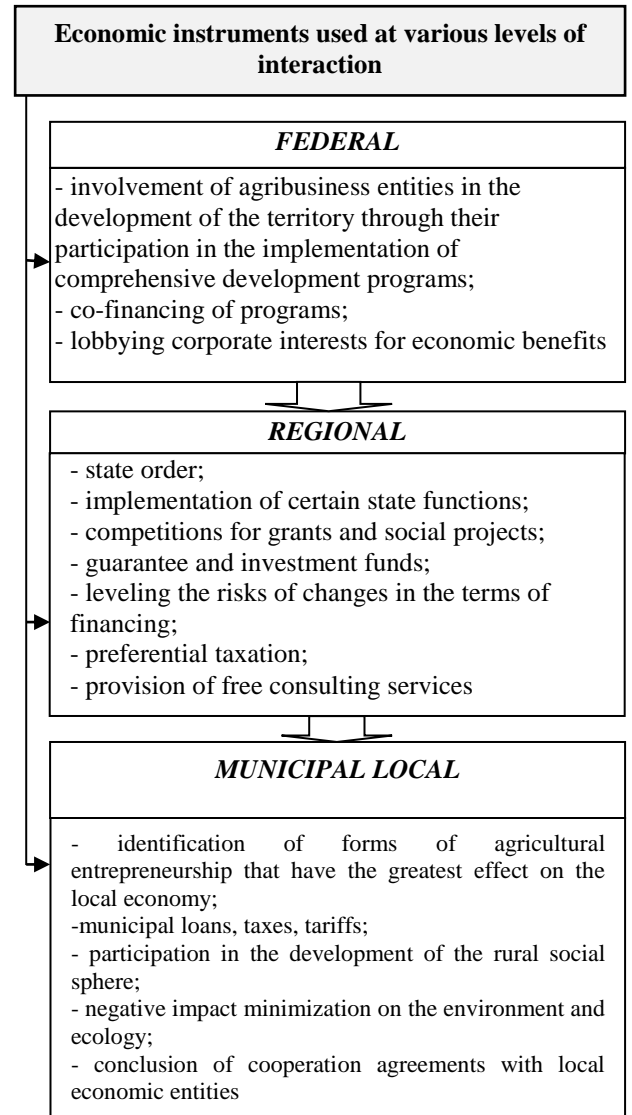 Economic instruments used at various levels of
interaction
FEDERAL
- involvement of agribusiness entities in the
development of the territory through their
participation in the implementation of
comprehensive development programs;
- co-financing of programs;
- lobbying corporate interests for economic benefits
REGIONAL
- state order;
- implementation of certain state functions;
- competitions for grants and social projects;
- guarantee and investment funds;
- leveling the risks of changes in the terms of
financing;
- preferential taxation;
- provision of free consulting services
MUNICIPAL LOCAL
- identification of forms of agricultural
entrepreneurship that have the greatest effect on the
local economy;
-municipal loans, taxes, tariffs;
- participation in the development of the rural social
sphere;
- negative impact minimization on the environment and
ecology;
- conclusion of cooperation agreements with local
economic entities